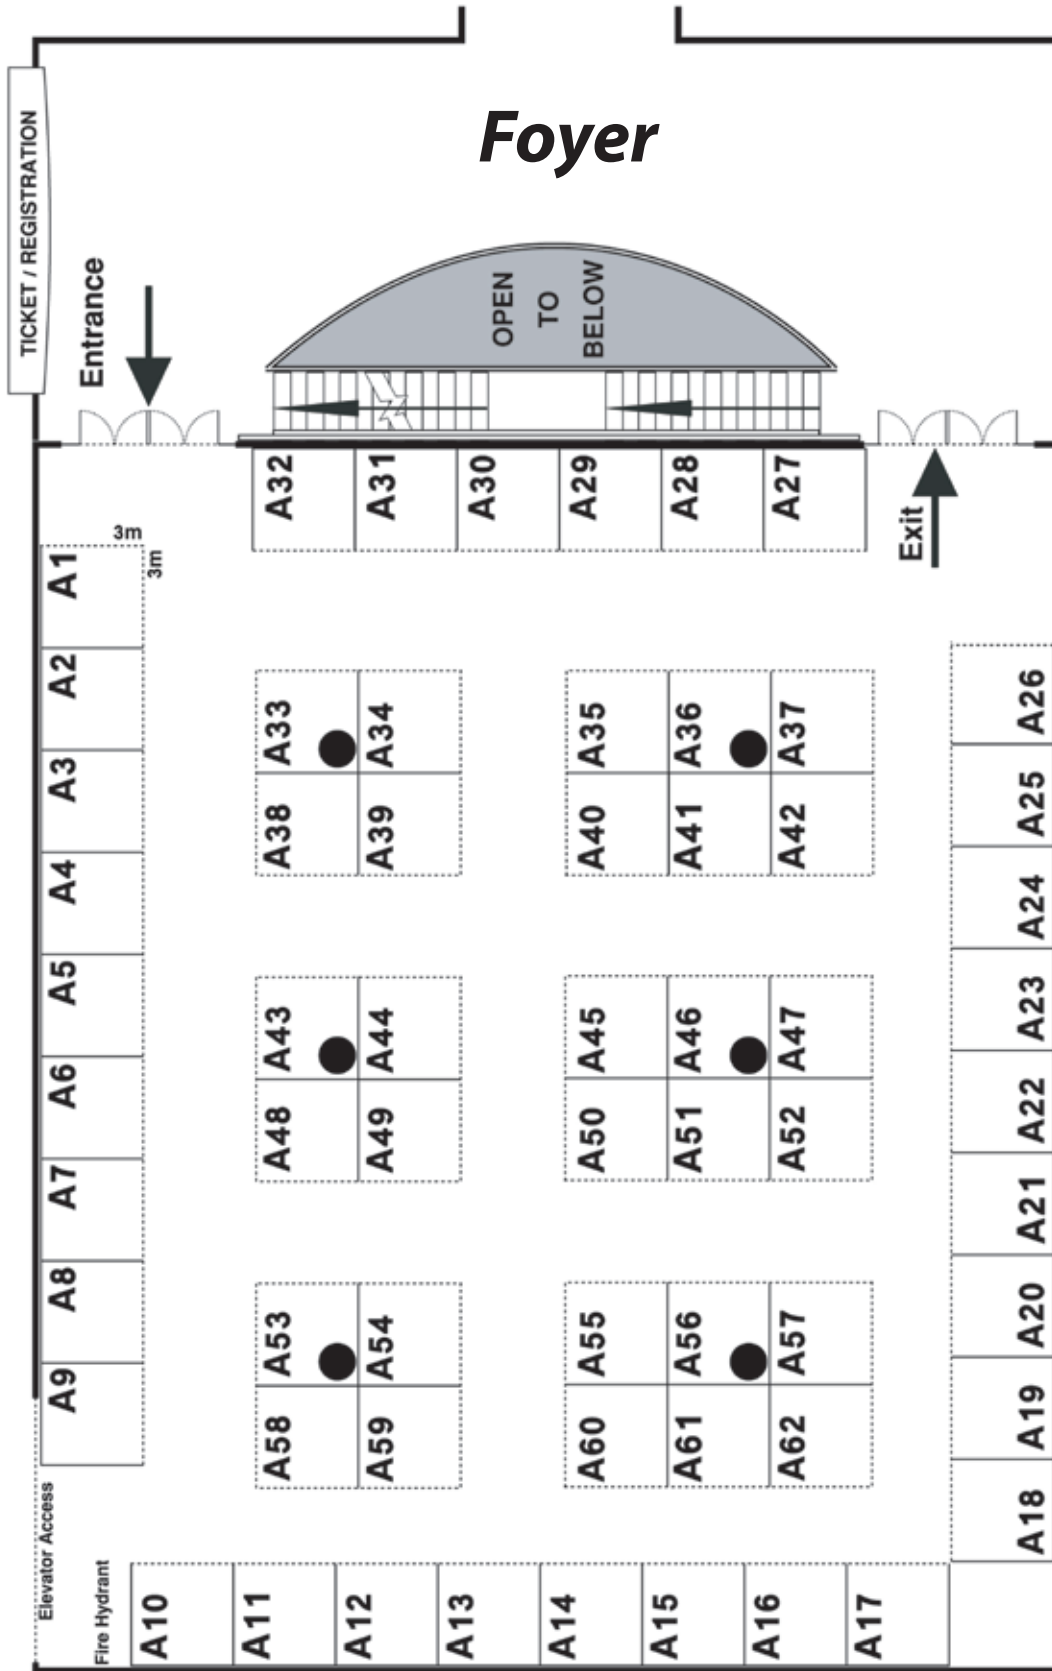 Foyer
TICKET / REGISTRATION
Entrance
OPEN
TO
BELOW
A32
A31
A30
A29
A28
A27
Exit
3m
3m
A1
A2
A3
A4
A5
A6
A7
A8
A9
A33
A34
A38
A39
A35
A36
A37
A40
A41
A42
A43
A44
A48
A49
A45
A46
A47
A50
A51
A52
A53
A54
A58
A59
A55
A56
A57
A60
A61
A62
A26
A25
A24
A23
A22
A21
A20
A19
A18
Elevator Access
Fire Hydrant
A10
A11
A12
A13
A14
A15
A16
A17